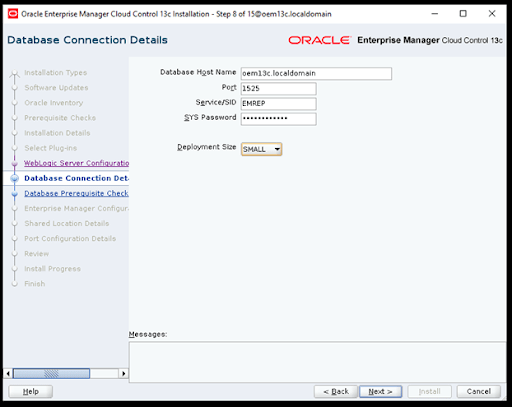 Oracle Enterprise Manager Cloud Control 13c Installation - Step 8 of 15@oem13c.localdomain
Database Connection Details
ORACLE Enterprise Manager Cloud Control 13c
Installation Types
Software Updates
Oracle Inventory
Prerequisite Checks
Installation Details
Select Plug-ins
WebLogic Server Configuratio
Database Connection Deta
Database Prerequisite Check
Enterprise Manager Configura
Shared Location Details
Port Configuration Details
Review
Install Progress
Finish
Database Host Name oem13c.localdomain
Port 1525
Service/SID EMREP
SYS Password ••••••••••••
Deployment Size SMALL
Messages:
Help
< Back Next > Install Cancel